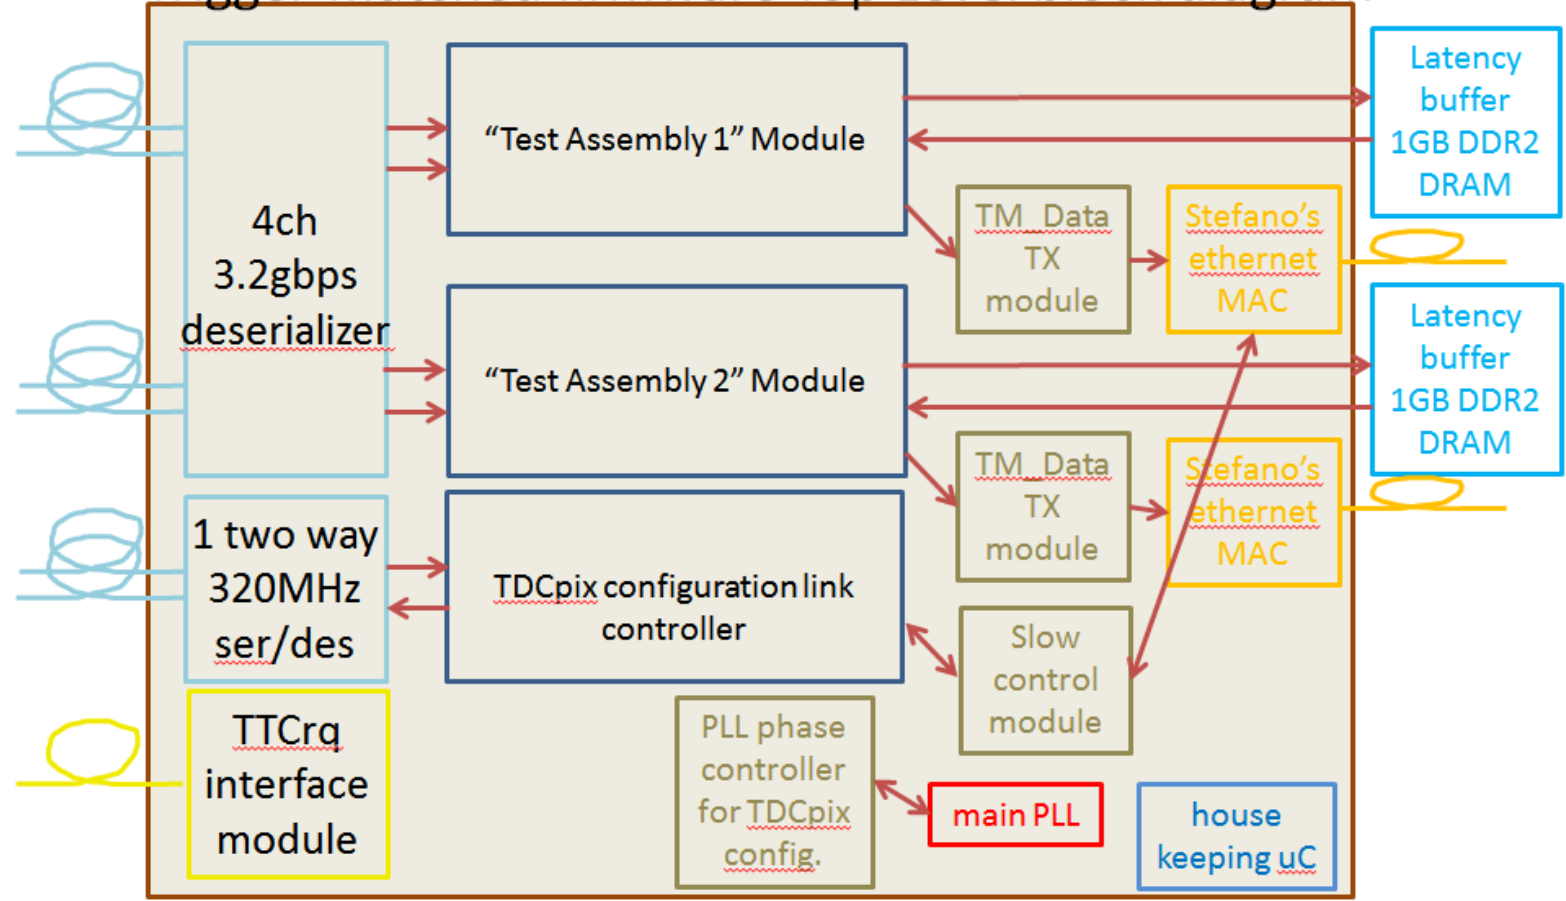 4ch
3.2gbps
deserializer
"Test Assembly 1" Module
Latency
buffer
1GB DDR2
DRAM
TM_Data
TX
module
Stefano's
ethernet
MAC
"Test Assembly 2" Module
Latency
buffer
1GB DDR2
DRAM
TM_Data
TX
module
Stefano's
ethernet
MAC
1 two way
320MHz
ser/des
TDCpix configuration link
controller
Slow
control
module
TTCrq
interface
module
PLL phase
controller
for TDCpix
config.
main PLL
house
keeping uC